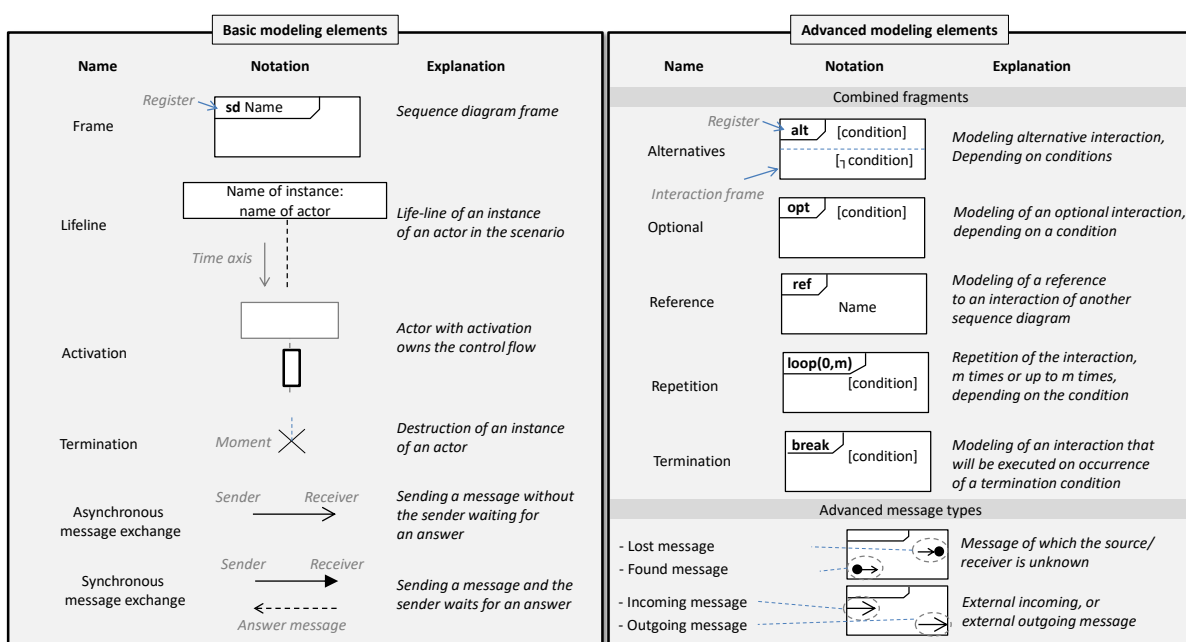 Basic modeling elements
Name Notation Explanation
Register
sd Name
Frame
Sequence diagram frame
Name of instance:
name of actor
Lifeline
Life-line of an instance
of an actor in the scenario
Time axis
Activation
Actor with activation
owns the control flow
Termination
Moment
Destruction of an instance
of an actor
Asynchronous
message exchange
Sender Receiver
Sending a message without
the sender waiting for
an answer
Synchronous
message exchange
Sender Receiver
Answer message
Sending a message and the
sender waits for an answer
Advanced modeling elements
Name Notation Explanation
Combined fragments
Register
Alternatives
Interaction frame
alt [condition]
[┐condition]
Modeling alternative interaction,
Depending on conditions
Optional
opt [condition]
Modeling of an optional interaction,
depending on a condition
Reference
ref
Name
Modeling of a reference
to an interaction of another
sequence diagram
Repetition
loop(0,m)
[condition]
Repetition of the interaction,
m times or up to m times,
depending on the condition
Termination
break
[condition]
Modeling of an interaction that
will be executed on occurrence
of a termination condition
Advanced message types
- Lost message
- Found message
Message of which the source/
receiver is unknown
- Incoming message
- Outgoing message
External incoming, or
external outgoing message